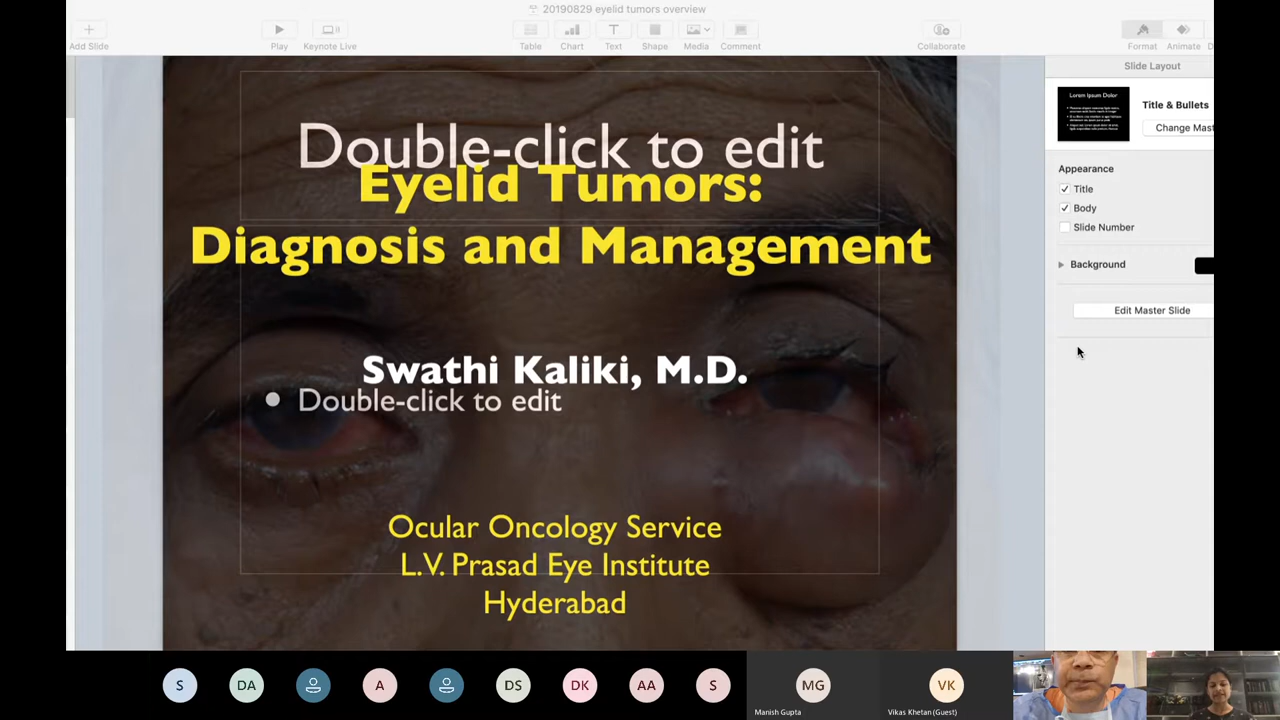 20190829 eyelid tumors overview
Add Slide
Play
Keynote Live
Table
Chart
Text
Shape
Media
Comment
Collaborate
Format
Animate
D
Slide Layout
Lorem Ipsum Dolor
Title & Bullets
Change Mast
Appearance
Title
Body
Slide Number
Background
Edit Master Slide
Double-click to edit
Eyelid Tumors:
Diagnosis and Management
Swathi Kaliki, M.D.
• Double-click to edit
Ocular Oncology Service
L.V. Prasad Eye Institute
Hyderabad
S
DA
A
DS
DK
AA
S
MG
VK
Manish Gupta
Vikas Khetan (Guest)